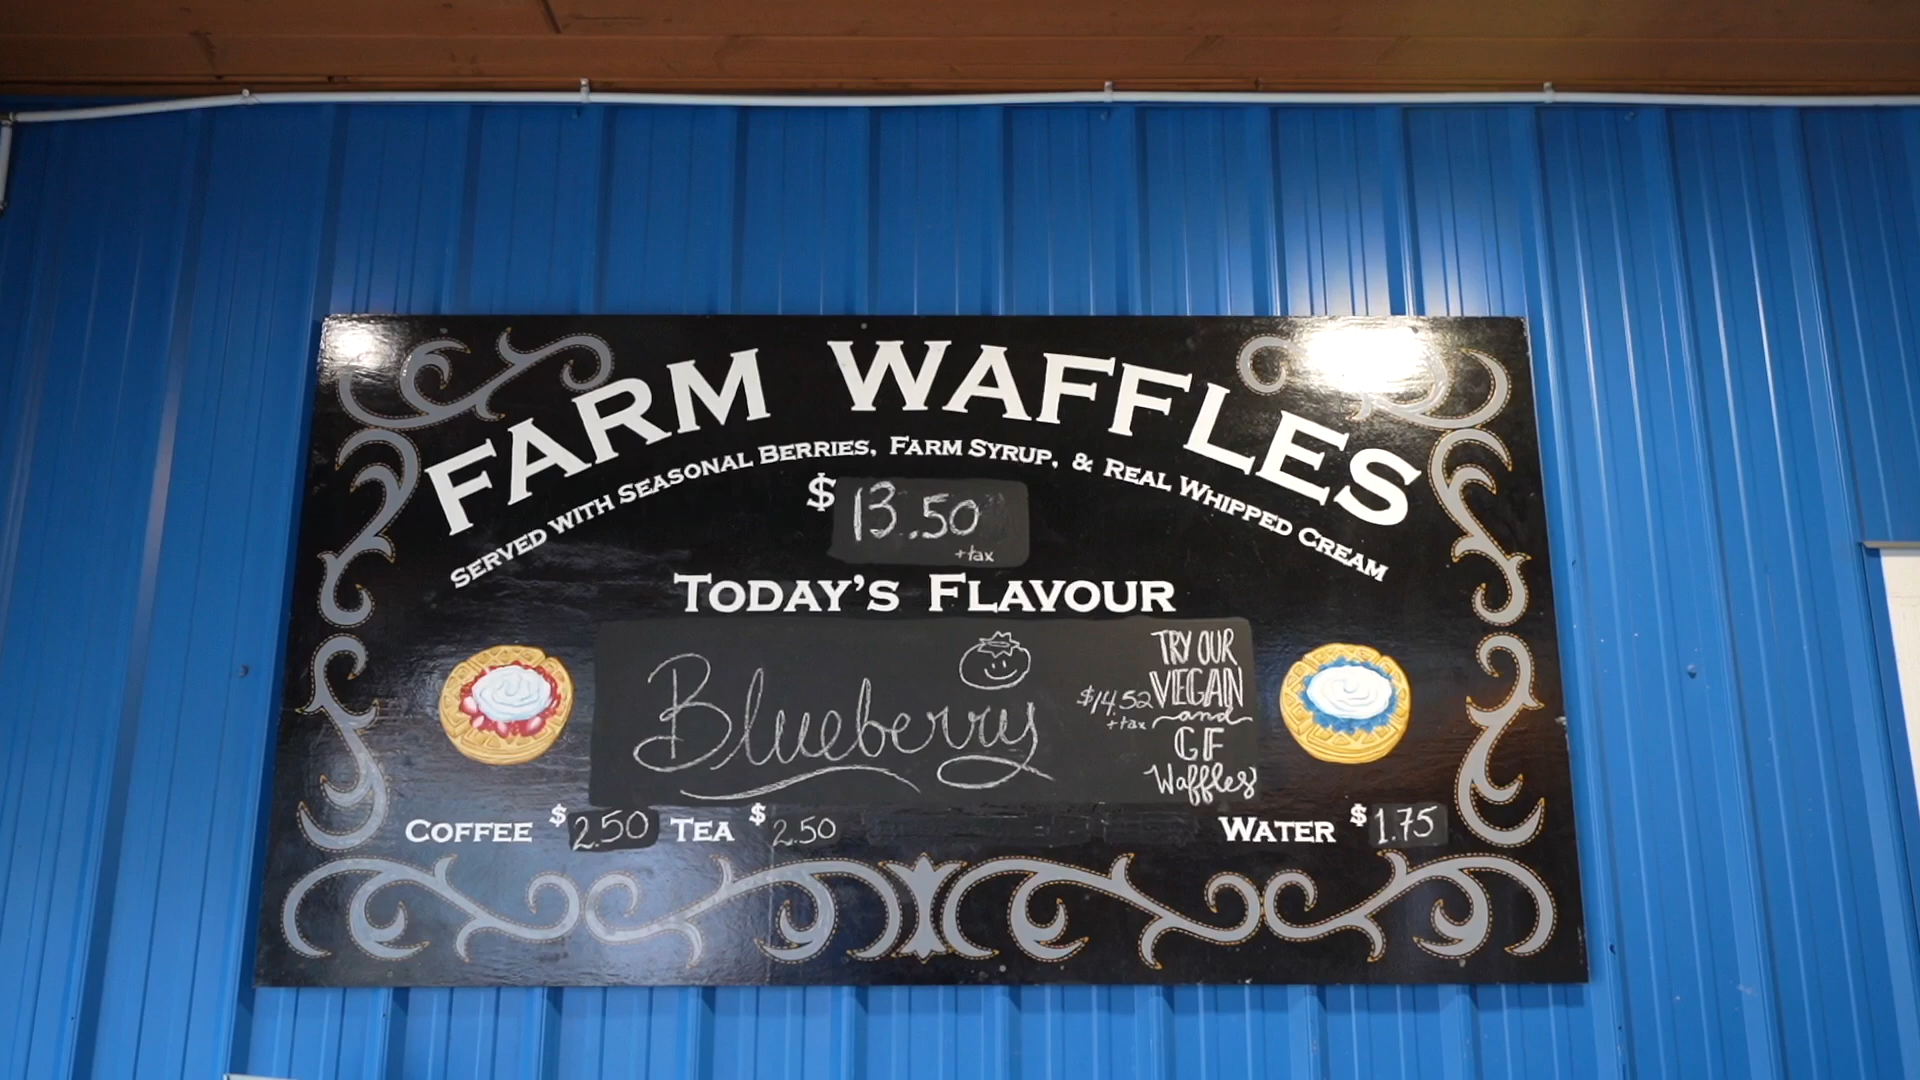 FARM WAFFLES
SERVED WITH SEASONAL BERRIES, FARM SYRUP, & REAL WHIPPED CREAM
$ 13.50
+tax
TODAY'S FLAVOUR
Blueberry
TRY OUR
$14.52 VEGAN
+tax and
GF
Waffles
COFFEE $2.50 TEA $2.50 WATER $1.75